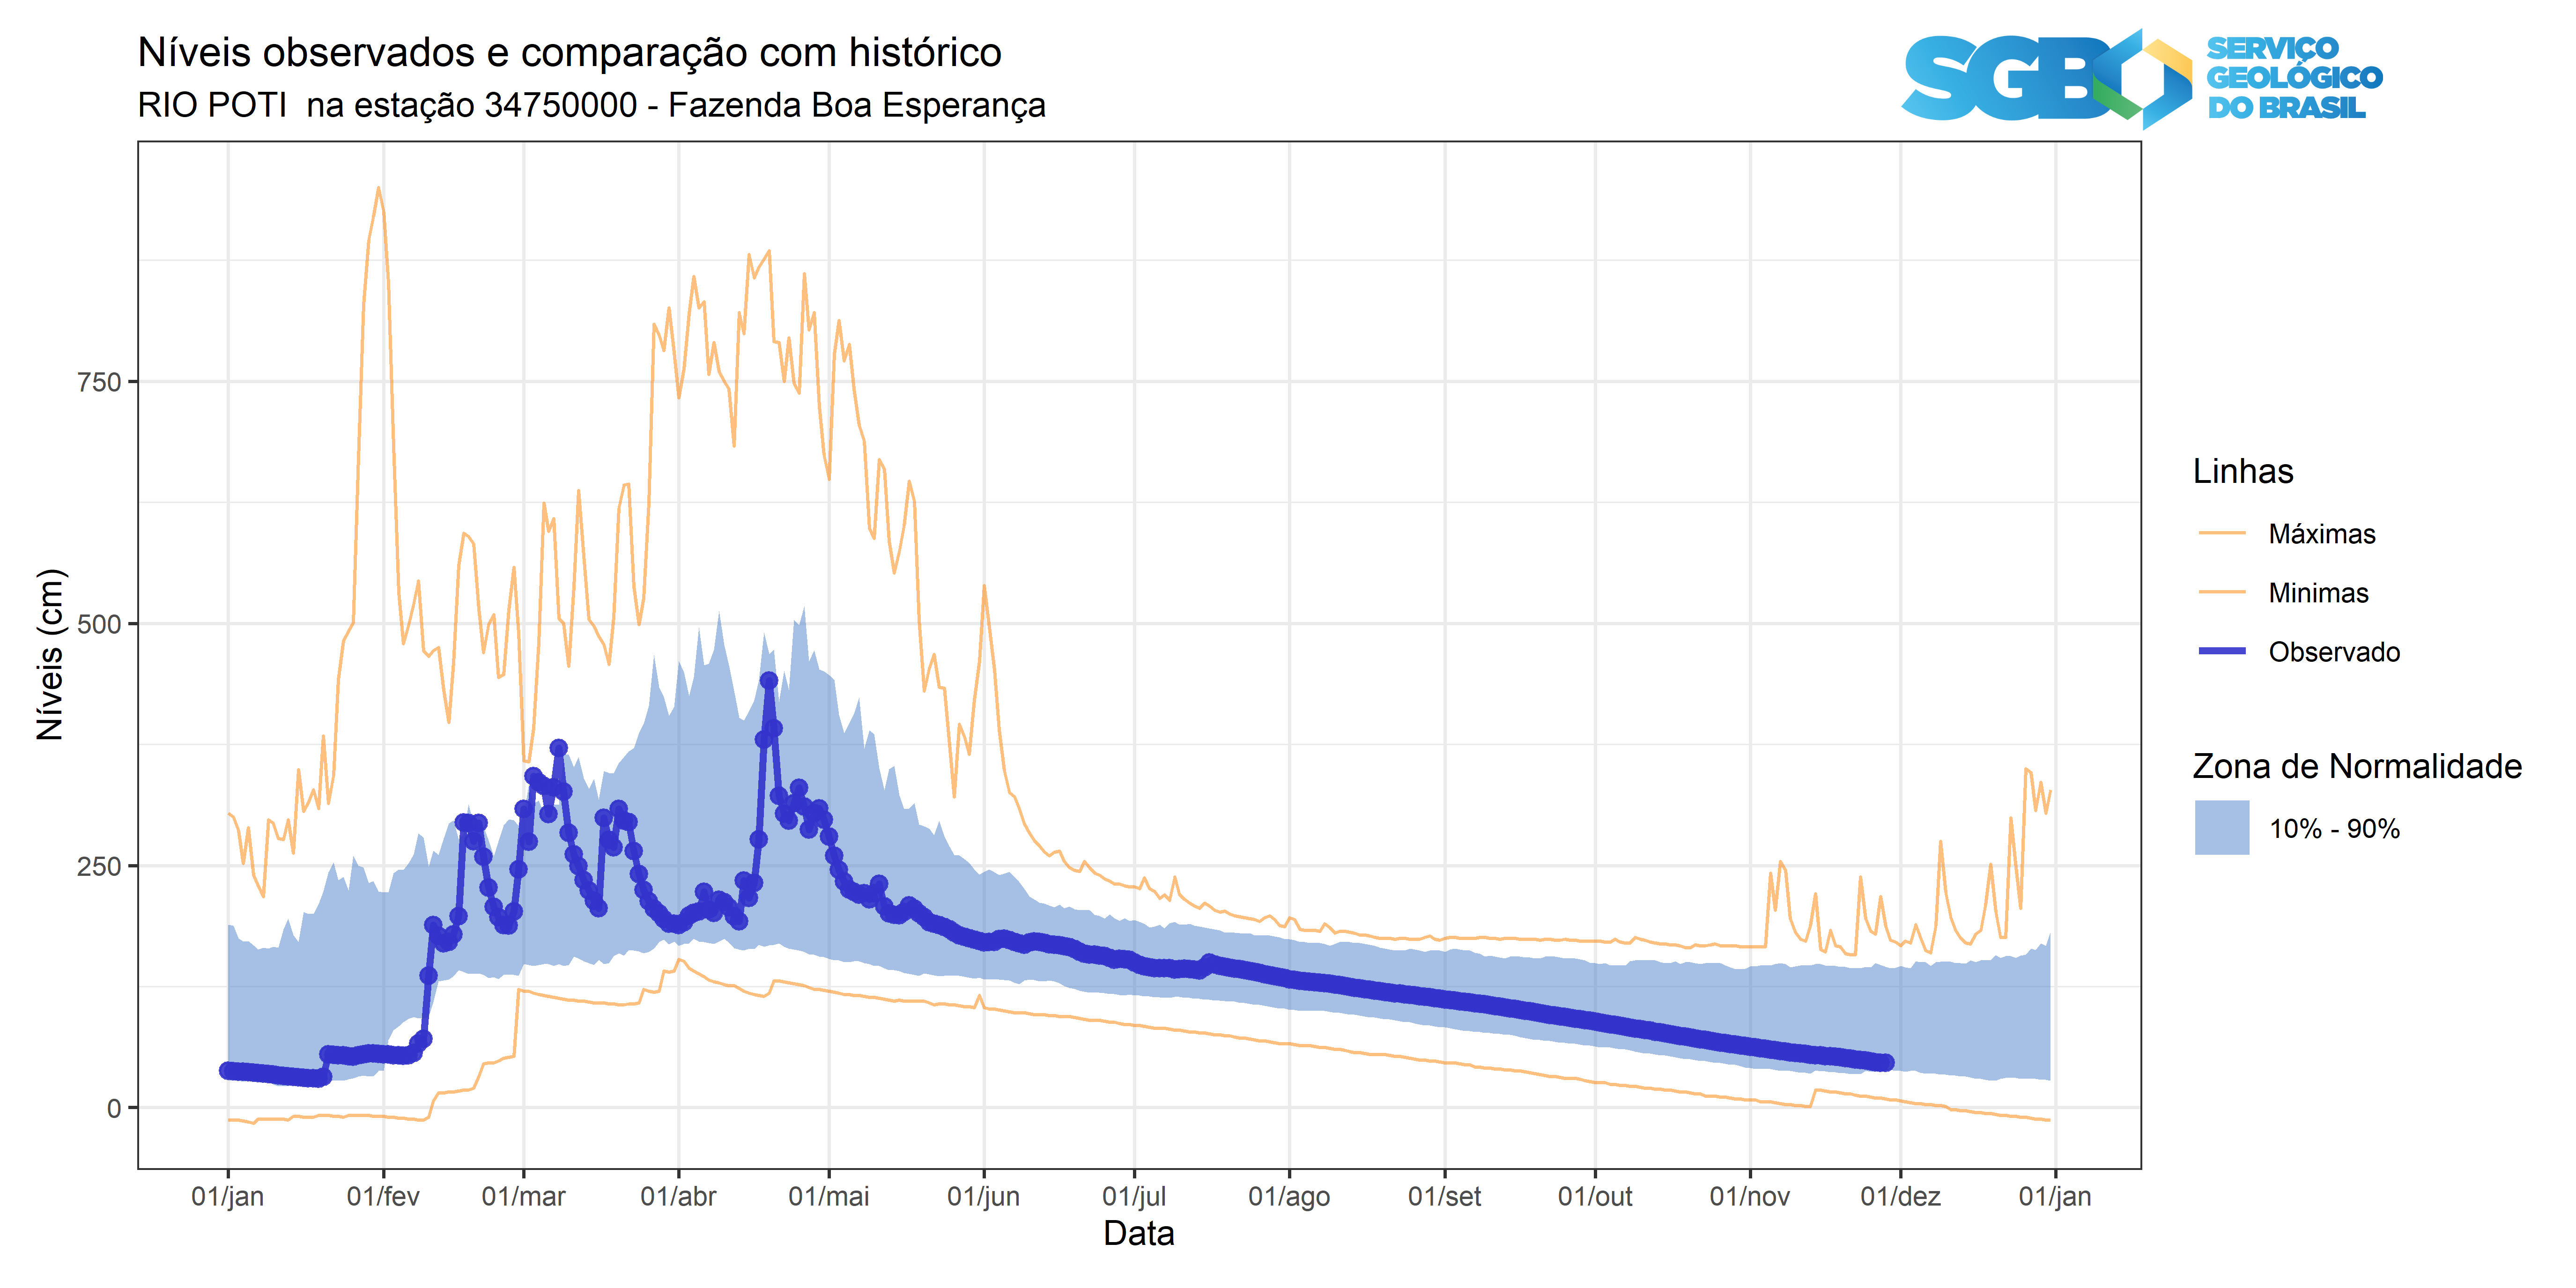 Níveis observados e comparação com histórico
RIO POTI  na estação 34750000 - Fazenda Boa Esperança
SGB
SERVIÇO
GEOLÓGICO
DO BRASIL
Níveis (cm)
750
500
250
0
01/jan
01/fev
01/mar
01/abr
01/mai
01/jun
01/jul
01/ago
01/set
01/out
01/nov
01/dez
01/jan
Data
Linhas
Máximas
Minimas
Observado
Zona de Normalidade
10% - 90%